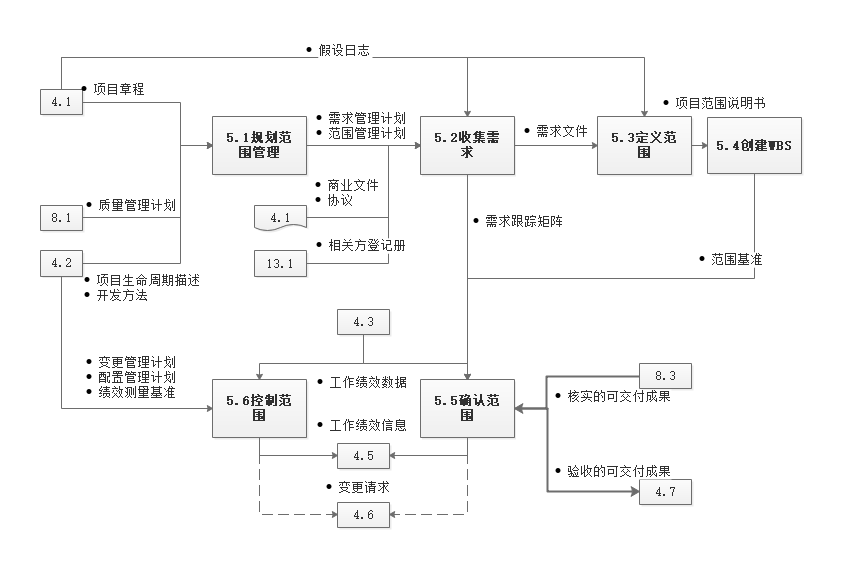 • 假设日志
4.1
• 项目章程
• 项目范围说明书
5.1规划范
围管理
• 需求管理计划
• 范围管理计划
5.2收集需
求
• 需求文件
5.3定义范
围
5.4创建WBS
• 商业文件
• 协议
8.1
• 质量管理计划
4.1
• 需求跟踪矩阵
• 相关方登记册
4.2
13.1
• 范围基准
• 项目生命周期描述
• 开发方法
4.3
• 变更管理计划
• 配置管理计划
• 绩效测量基准
5.6控制范
围
• 工作绩效数据
5.5确认范
围
8.3
• 核实的可交付成果
• 工作绩效信息
4.5
• 验收的可交付成果
• 变更请求
4.7
4.6